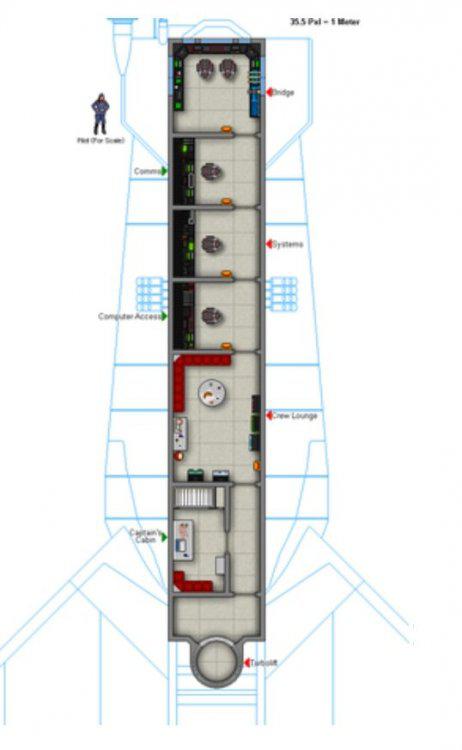 35.5 Pxl = 1 Meter
Bridge
Pilot (For Scale)
Comms
Systems
Computer Access
Crew Lounge
Captain's
Cabin
Turbolift